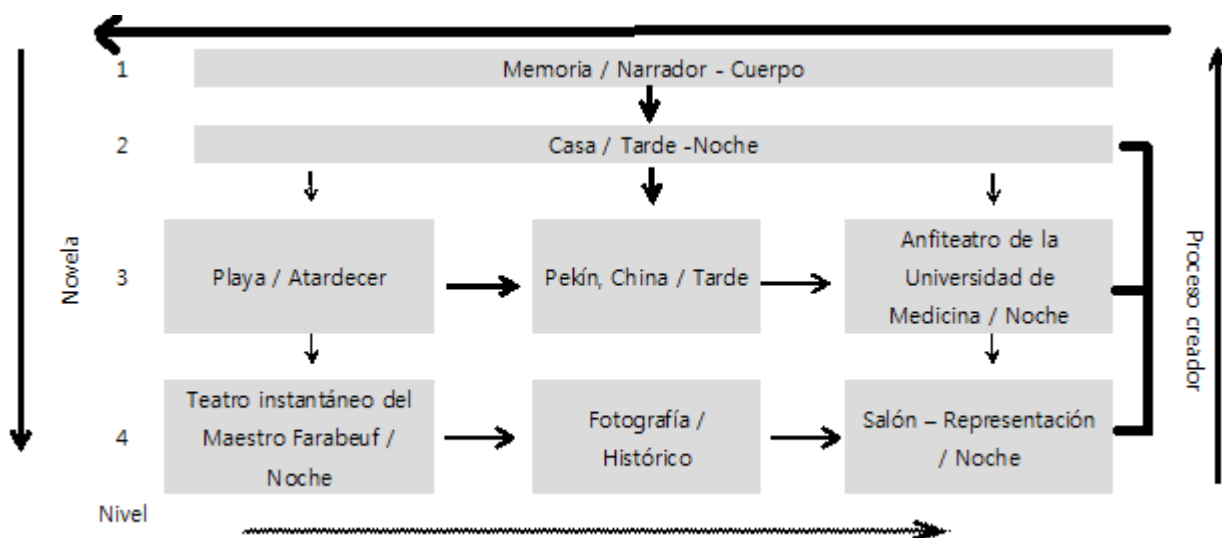 1
Memoria / Narrador - Cuerpo
2
Casa / Tarde -Noche
Novela
3
Playa / Atardecer
Pekín, China / Tarde
Anfiteatro de la
Universidad de
Medicina / Noche
Proceso creador
4
Teatro instantáneo del
Maestro Farabeuf /
Noche
Fotografía /
Histórico
Salón – Representación
/ Noche
Nivel